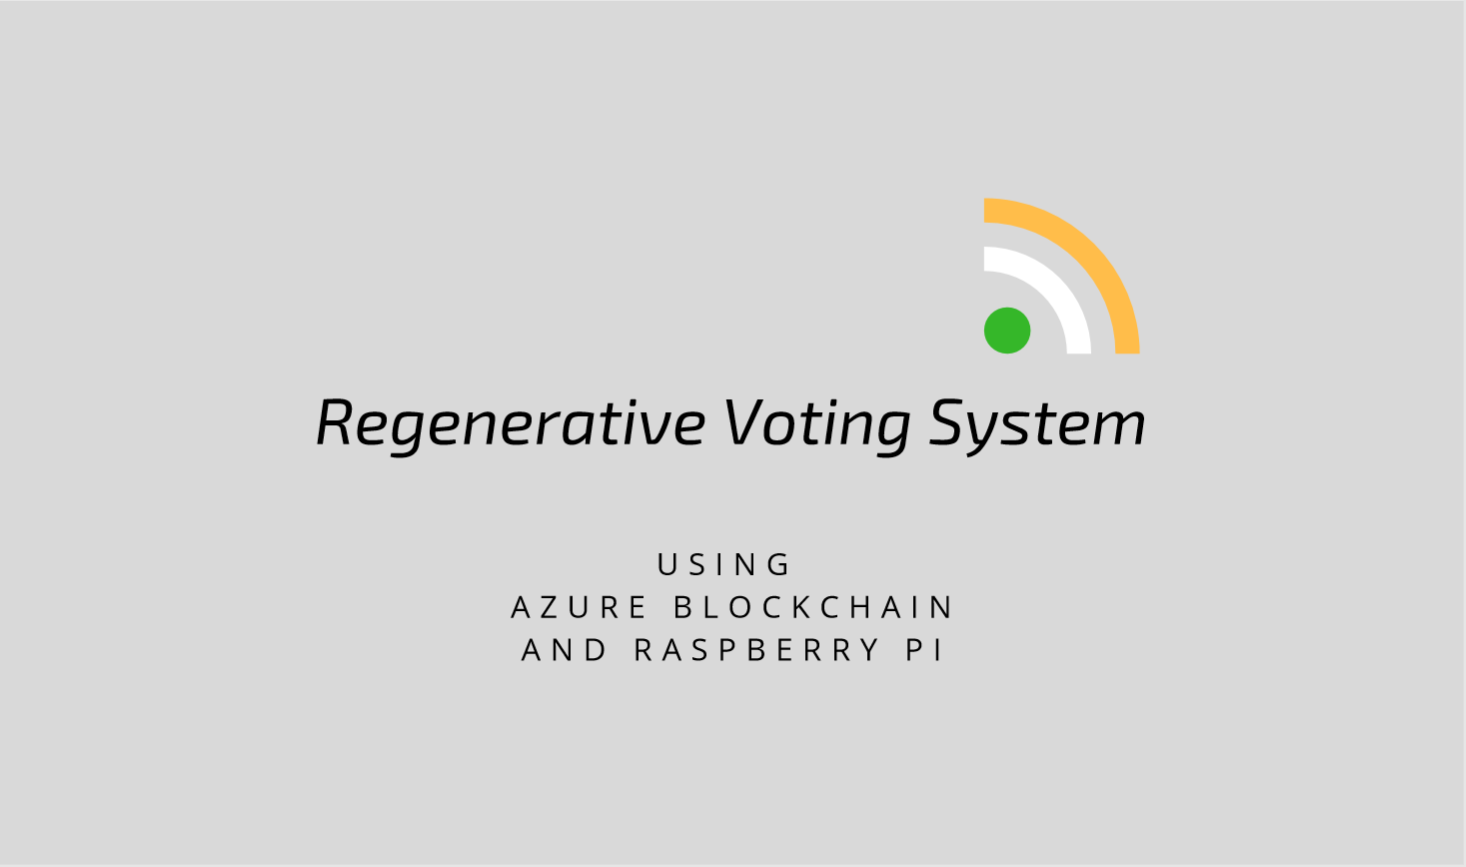 Regenerative Voting System
USING
AZURE BLOCKCHAIN
AND RASPBERRY PI